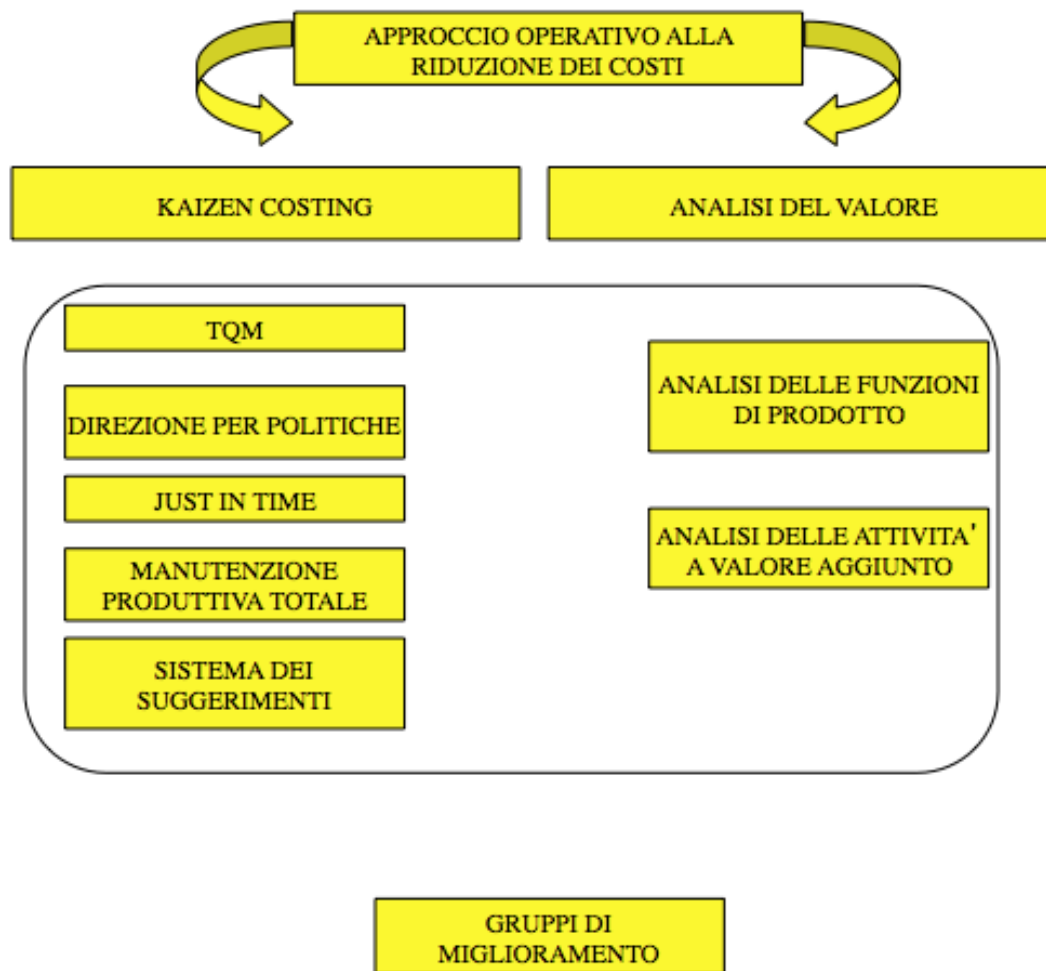 APPROCCIO OPERATIVO ALLA
RIDUZIONE DEI COSTI
KAIZEN COSTING
ANALISI DEL VALORE
TQM
DIREZIONE PER POLITICHE
JUST IN TIME
MANUTENZIONE
PRODUTTIVA TOTALE
SISTEMA DEI
SUGGERIMENTI
ANALISI DELLE FUNZIONI
DI PRODOTTO
ANALISI DELLE ATTIVITA'
A VALORE AGGIUNTO
GRUPPI DI
MIGLIORAMENTO